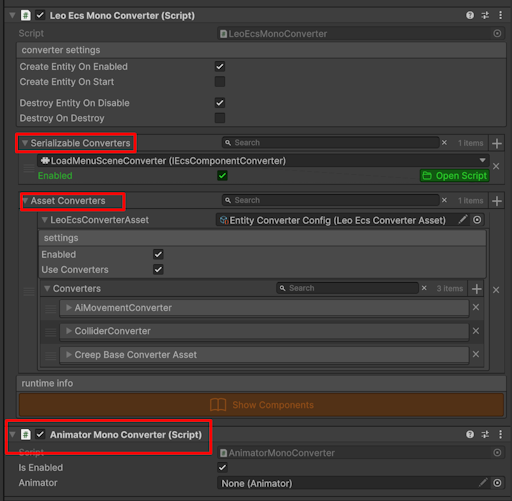 Leo Ecs Mono Converter (Script)
Script
LeoEcsMonoConverter
converter settings
Create Entity On Enabled
Create Entity On Start
Destroy Entity On Disable
Destroy On Destroy
Serializable Converters
Search
1 items
LoadMenuSceneConverter (IEcsComponentConverter)
Enabled
Open Script
Asset Converters
Search
1 items
LeoEcsConverterAsset
Entity Converter Config (Leo Ecs Converter Asset)
settings
Enabled
Use Converters
Converters
Search
3 items
AiMovementConverter
ColliderConverter
Creep Base Converter Asset
runtime info
Show Components
Animator Mono Converter (Script)
Script
AnimatorMonoConverter
Is Enabled
Animator
None (Animator)